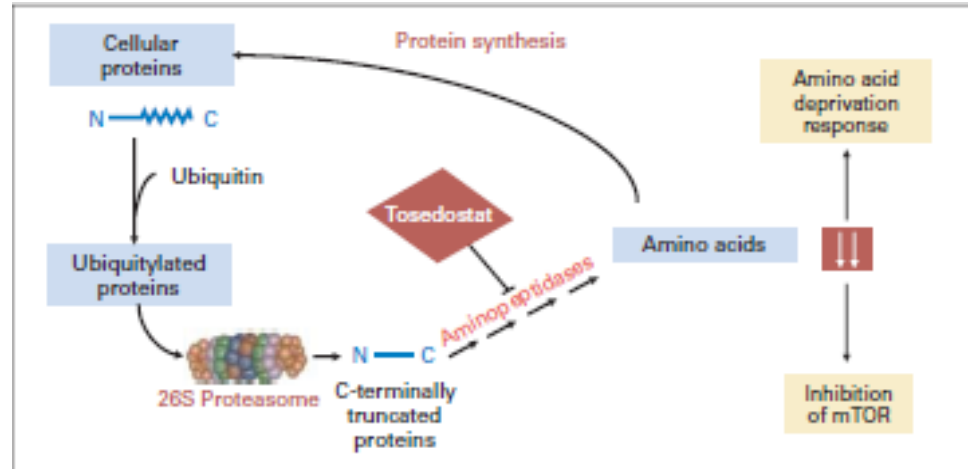 Cellular
proteins
Protein synthesis
Amino acid
deprivation
response
N
C
Ubiquitin
Tosedostat
Amino acids
Ubiquitylated
proteins
Aminopeptidases
N
C
26S Proteasome
C-terminally
truncated
proteins
Inhibition
of mTOR